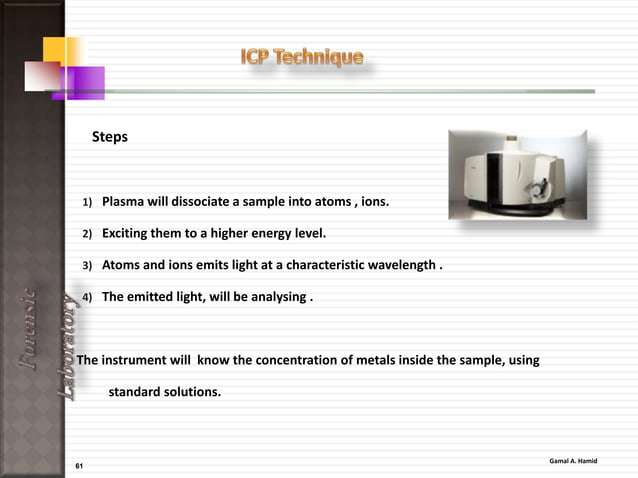 ICP Technique
Steps
1) Plasma will dissociate a sample into atoms , ions.
2) Exciting them to a higher energy level.
3) Atoms and ions emits light at a characteristic wavelength .
4) The emitted light, will be analysing .
Forensic
Laboratory
The instrument will  know the concentration of metals inside the sample, using
standard solutions.
61
Gamal A. Hamid